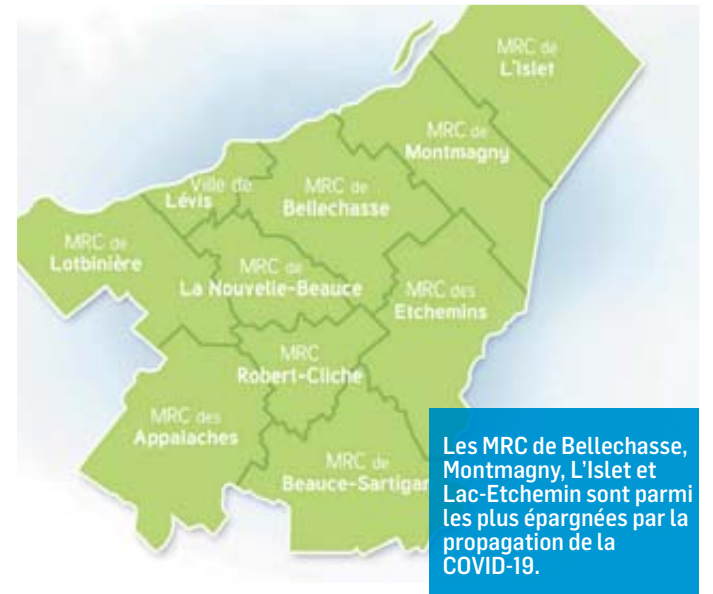 MRC de
L'Islet
MRC de
Montmagny
Ville de
Lévis
MRC de
Bellechasse
MRC de
Lotbinière
MRC de
La Nouvelle-Beauce
MRC des
Etchemins
MRC
Robert-Cliche
MRC des
Appalaches
MRC de
Beauce-Sartigan
Les MRC de Bellechasse,
Montmagny, L'Islet et
Lac-Etchemin sont parmi
les plus épargnées par la
propagation de la
COVID-19.